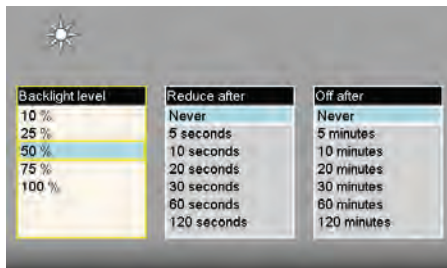 Backlight level
10 %
25 %
50 %
75 %
100 %
Reduce after
Never
5 seconds
10 seconds
20 seconds
30 seconds
60 seconds
120 seconds
Off after
Never
5 minutes
10 minutes
20 minutes
30 minutes
60 minutes
120 minutes